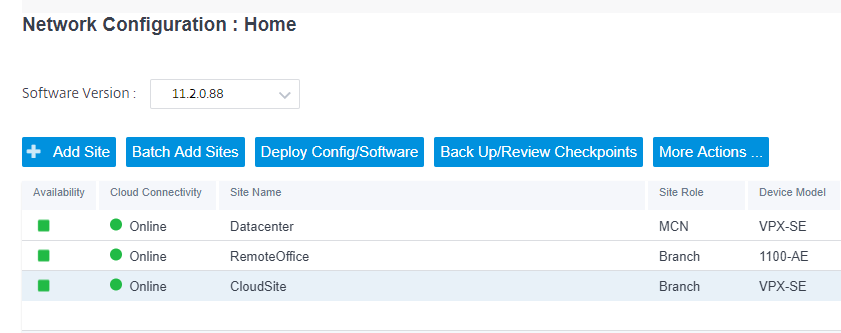 Network Configuration : Home
Software Version : 11.2.0.88
+ Add Site Batch Add Sites Deploy Config/Software Back Up/Review Checkpoints More Actions ...
Availability Cloud Connectivity Site Name Site Role Device Model
Online Datacenter MCN VPX-SE
Online RemoteOffice Branch 1100-AE
Online CloudSite Branch VPX-SE